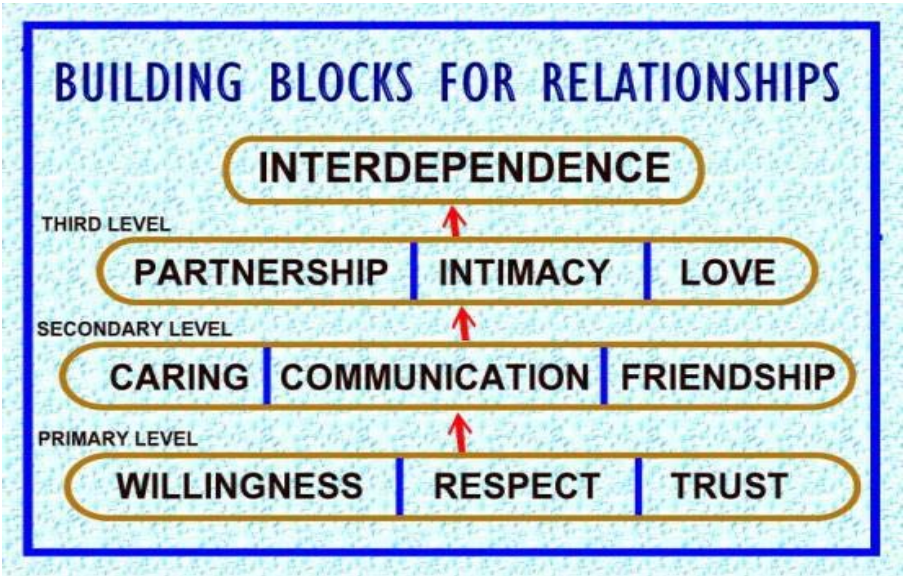 BUILDING BLOCKS FOR RELATIONSHIPS
INTERDEPENDENCE
THIRD LEVEL
PARTNERSHIP INTIMACY LOVE
SECONDARY LEVEL
CARING COMMUNICATION FRIENDSHIP
PRIMARY LEVEL
WILLINGNESS RESPECT TRUST